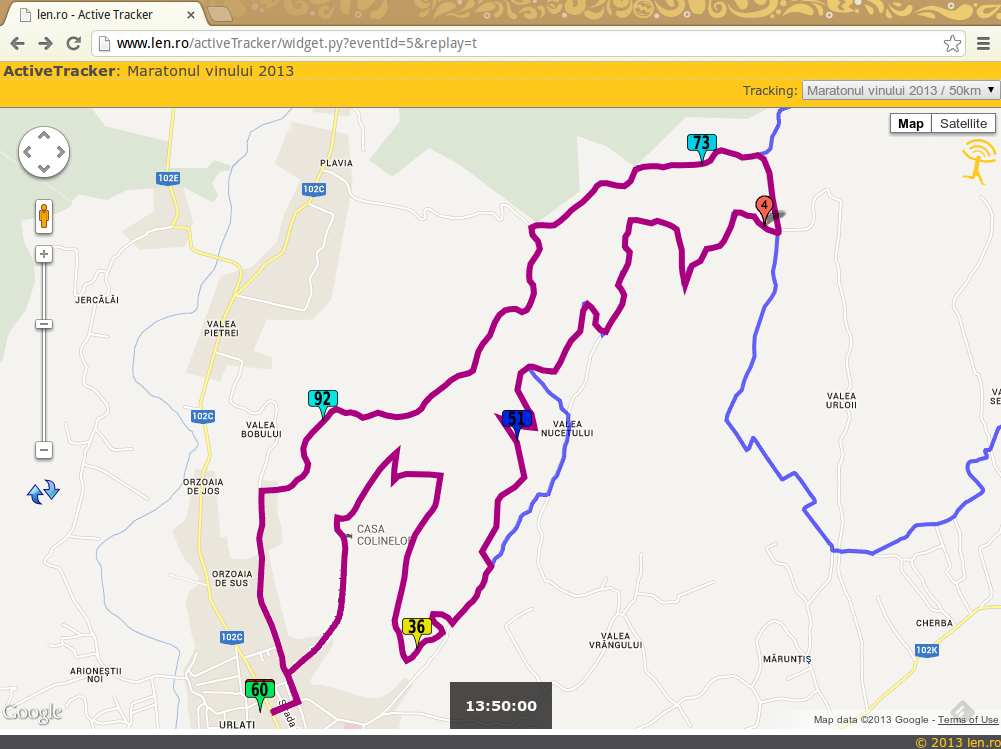 len.ro - Active Tracker
www.len.ro/activeTracker/widget.py?eventId=5&replay=t
ActiveTracker: Maratonul vinului 2013
Tracking: Maratonul vinului 2013 / 50km
Map Satellite
73
PLAVIA
102E
102C
4
JERCĂLĂI
VALEA
PIETREI
92
VALEA
URLOII
VA
SE
102C
51
VALEA
BOBULUI
VALEA
NUCETULUI
ORZOAIA
DE JOS
CASA
COLINELOR
ORZOAIA
DE SUS
36
CHERBA
102C
VALEA
VRÂNGULUI
102K
MĂRUNȚIȘ
ARIONEȘTII
NOI
60
Strada
13:50:00
Google
URLATI
Map data ©2013 Google - Terms of Use
© 2013 len.ro